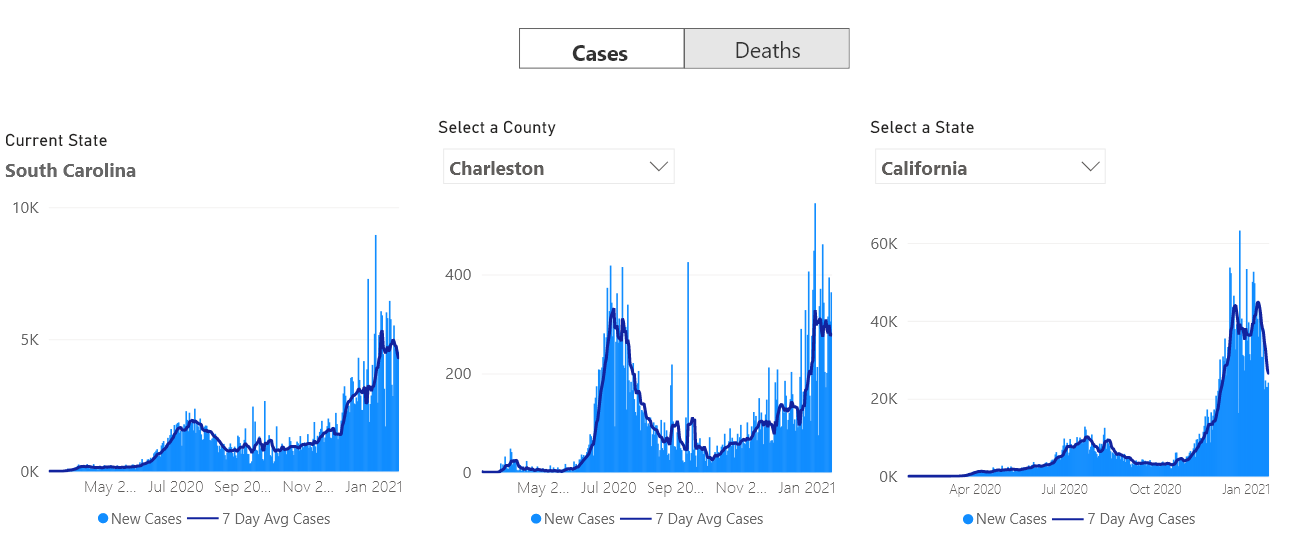 Cases Deaths
Current State
South Carolina
Select a County
Charleston
Select a State
California
10K
5K
0K
May 2... Jul 2020 Sep 20... Nov 2... Jan 2021
New Cases 7 Day Avg Cases
400
200
0
May 2... Jul 2020 Sep 20... Nov 2... Jan 2021
New Cases 7 Day Avg Cases
60K
40K
20K
0K
Apr 2020 Jul 2020 Oct 2020 Jan 2021
New Cases 7 Day Avg Cases